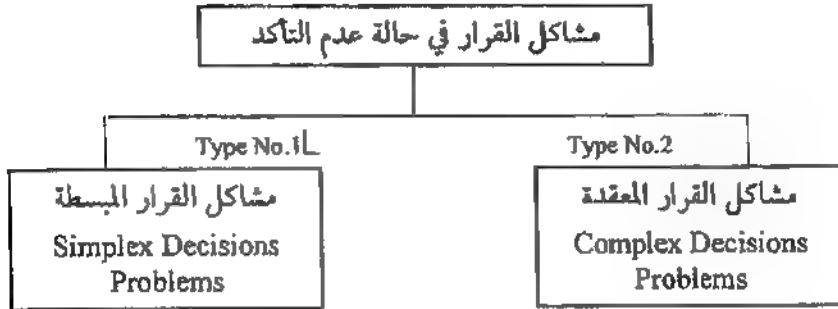 مشاكل القرار في حالة عدم التأكد
Type No.1L
Type No.2
مشاكل القرار المبسطة
Simplex Decisions
Problems
مشاكل القرار المعقدة
Complex Decisions
Problems